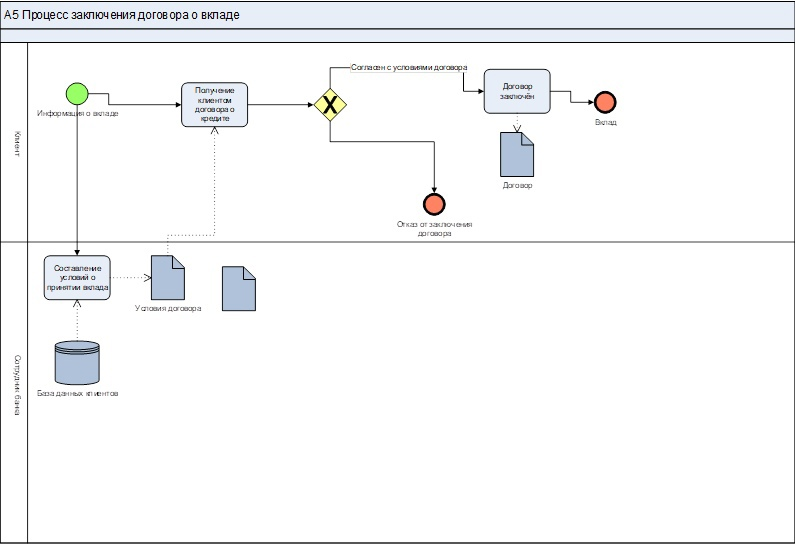 A5 Процесс заключения договора о вкладе
Клиент
Информация о вкладе
Получение
клиентом
договора о
кредите
X
Согласен с условиями договора
Договор
заключён
Вклад
Договор
Отказ от заключения
договора
Сотрудник банка
Составление
условий о
принятии вклада
Условия договора
База данных клиентов